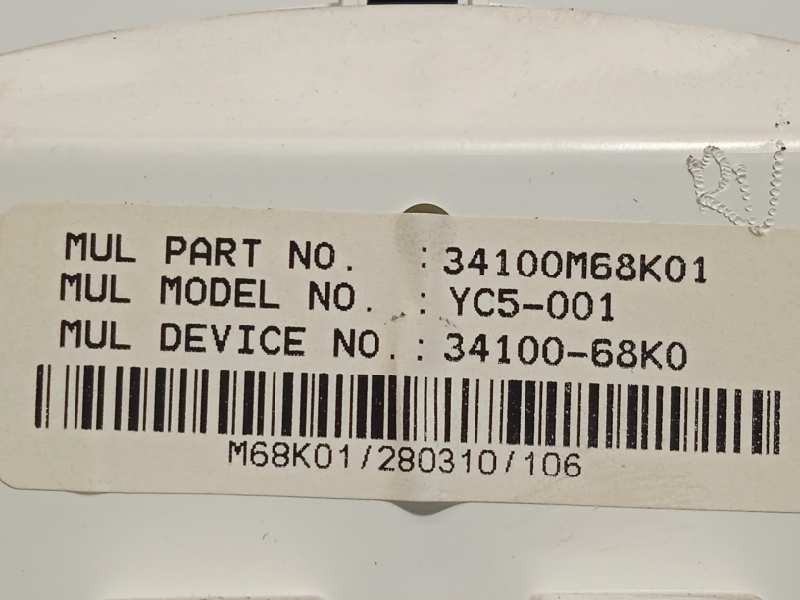 MUL PART NO. :34100M68K01
MUL MODEL NO. : YC5-001
MUL DEVICE NO.: 34100-68K0
M68K01/280310/106